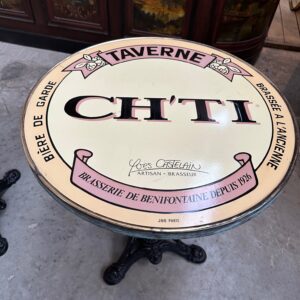 TAVERNE
BIÈRE DE GARDE
BRASSÉE A L'ANCIENNE
CH'TI
Yves CASTELAIN
ARTISAN - BRASSEUR
BRASSERIE DE BENIFONTAINE DEPUIS 1926